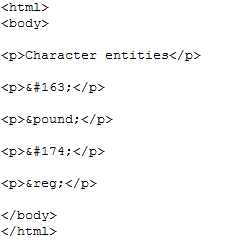 <html>
<body>
<p>Character entities</p>
<p>&#163;</p>
<p>&pound;</p>
<p>&#174;</p>
<p>&reg;</p>
</body>
</html>